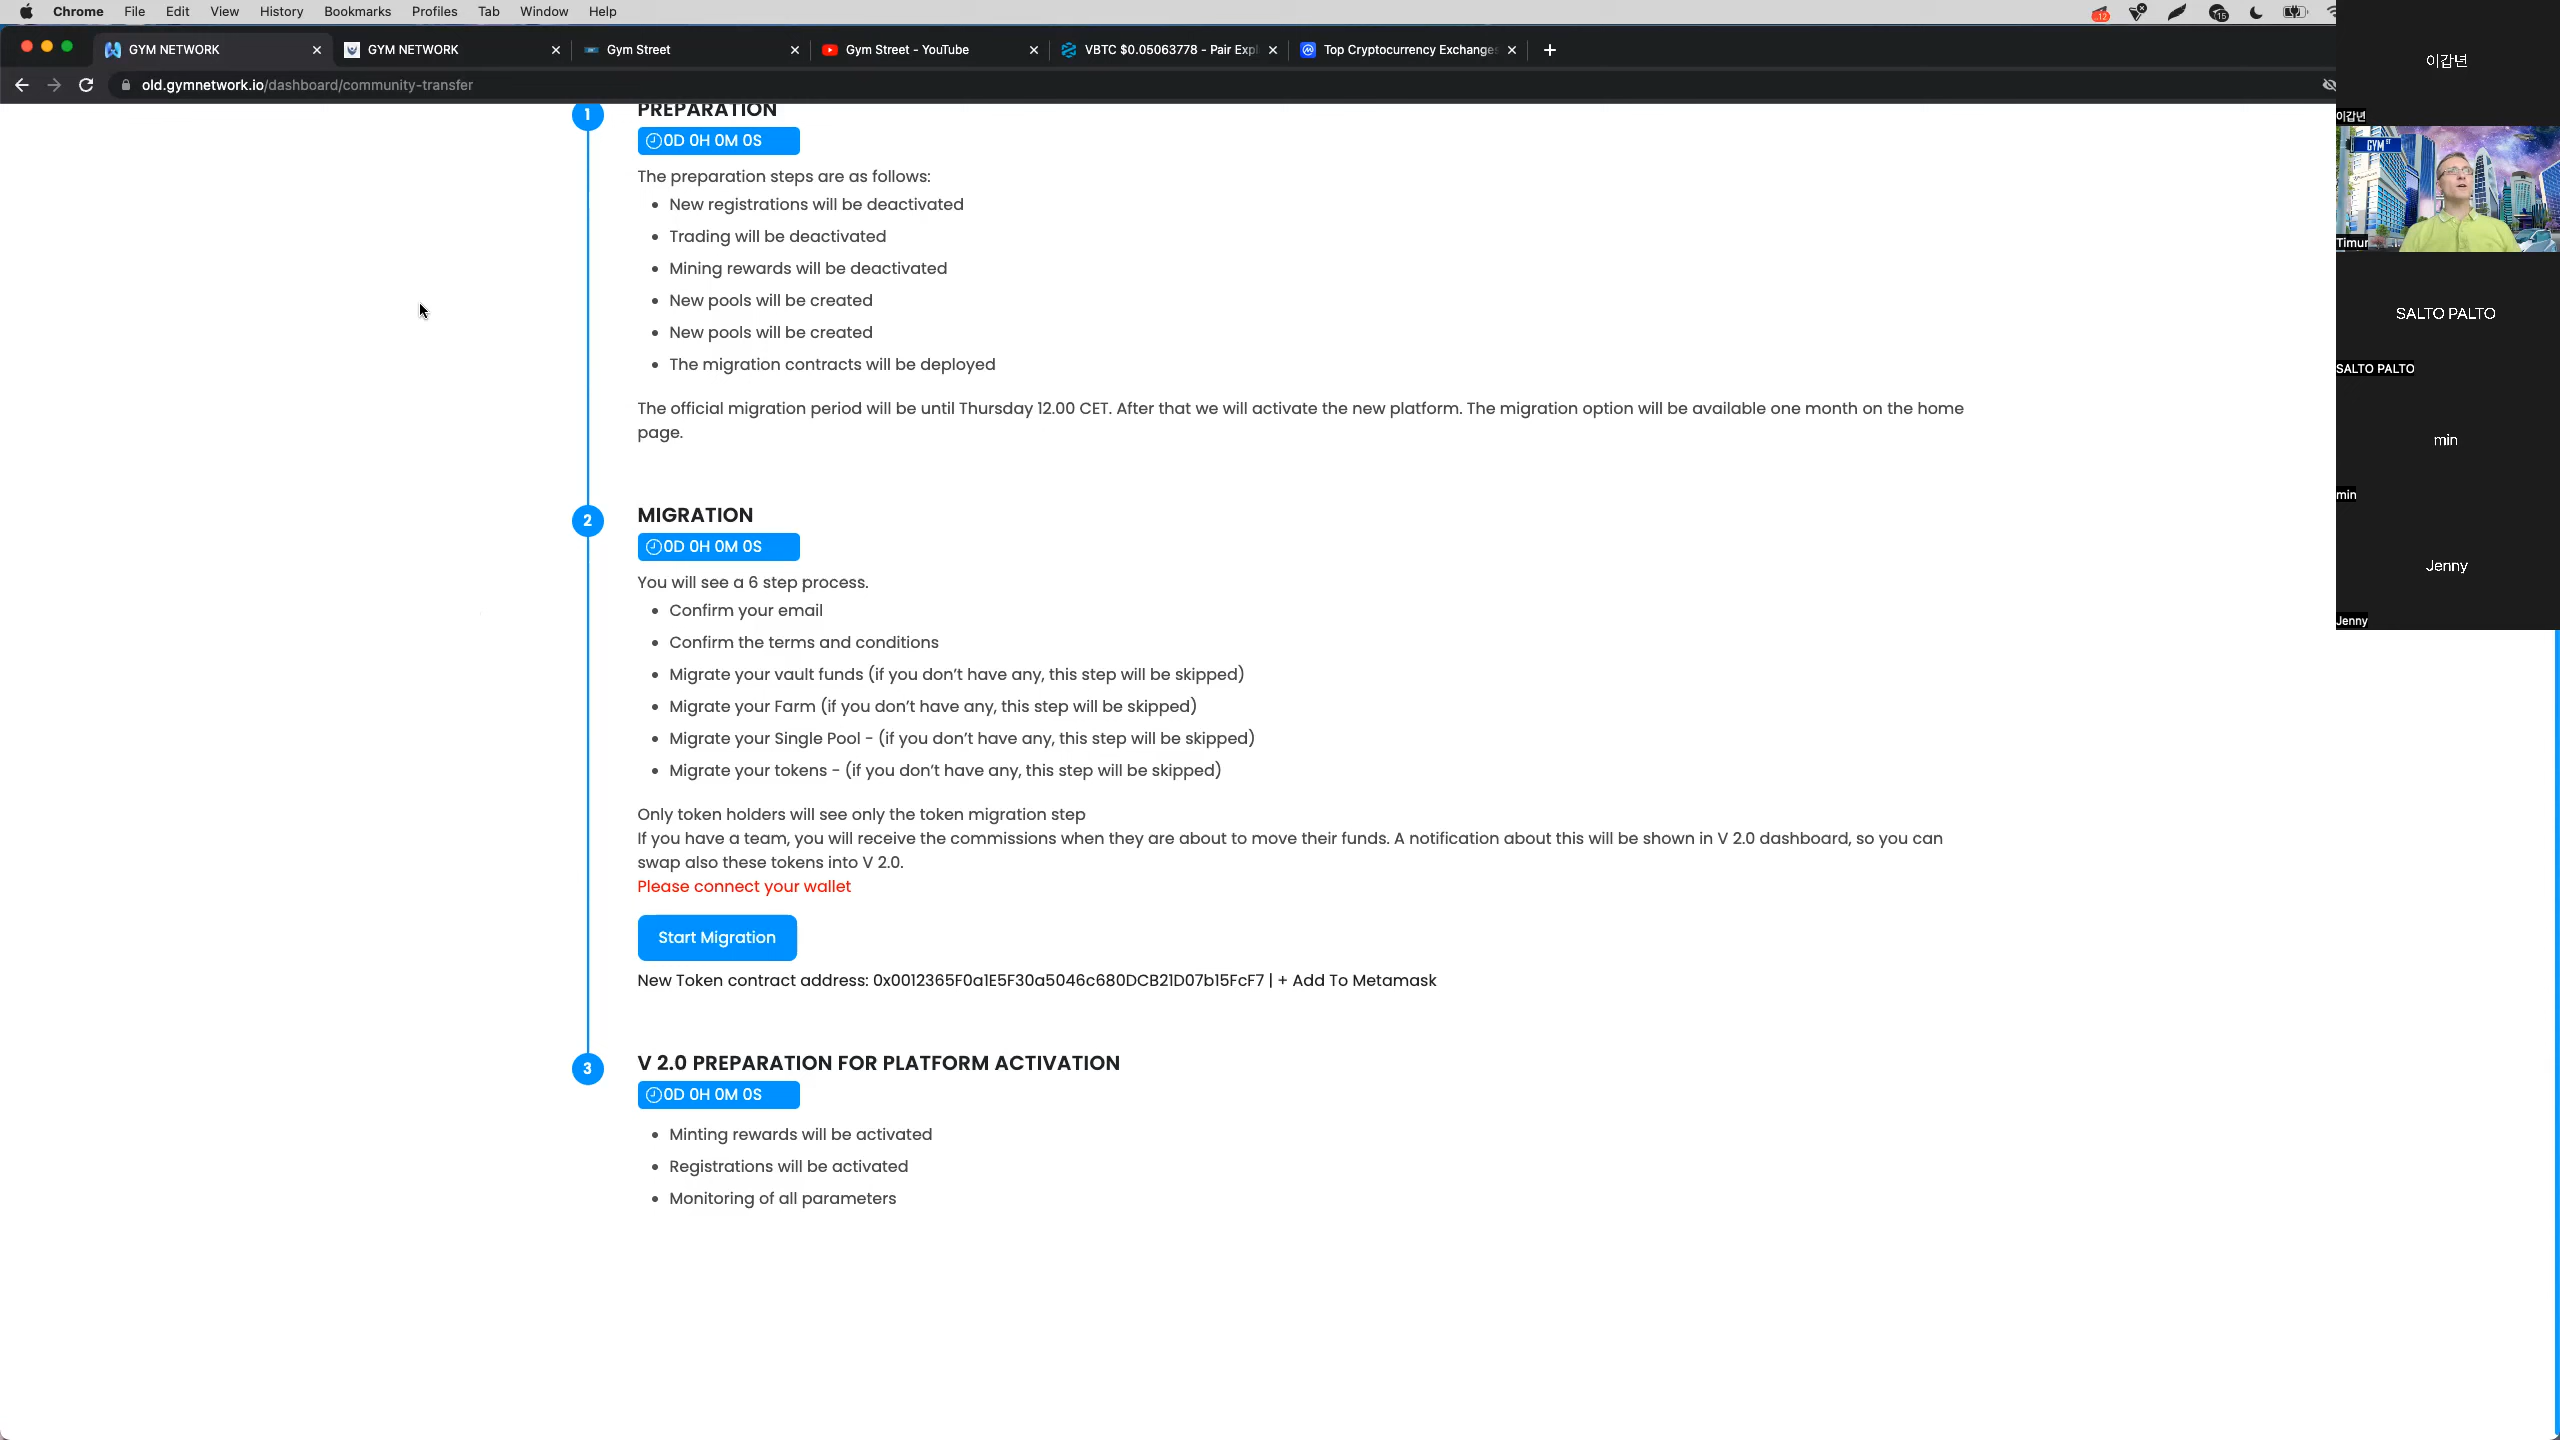 Chrome File Edit View History Bookmarks Profiles Tab Window Help
GYM NETWORK
GYM NETWORK
Gym Street
Gym Street - YouTube
VBTC $0.05063778 - Pair Expl
Top Cryptocurrency Exchange
old.gymnetwork.io/dashboard/community-transfer
1
PREPARATION
0D 0H 0M 0S
The preparation steps are as follows:
• New registrations will be deactivated
• Trading will be deactivated
• Mining rewards will be deactivated
• New pools will be created
• New pools will be created
• The migration contracts will be deployed
The official migration period will be until Thursday 12.00 CET. After that we will activate the new platform. The migration option will be available one month on the home
page.
2
MIGRATION
0D 0H 0M 0S
You will see a 6 step process.
• Confirm your email
• Confirm the terms and conditions
• Migrate your vault funds (if you don’t have any, this step will be skipped)
• Migrate your Farm (if you don’t have any, this step will be skipped)
• Migrate your Single Pool - (if you don’t have any, this step will be skipped)
• Migrate your tokens - (if you don’t have any, this step will be skipped)
Only token holders will see only the token migration step
If you have a team, you will receive the commissions when they are about to move their funds. A notification about this will be shown in V 2.0 dashboard, so you can
swap also these tokens into V 2.0.
Please connect your wallet
Start Migration
New Token contract address: 0x0012365F0a1E5F30a5046c680DCB21D07b15FcF7 | + Add To Metamask
3
V 2.0 PREPARATION FOR PLATFORM ACTIVATION
0D 0H 0M 0S
• Minting rewards will be activated
• Registrations will be activated
• Monitoring of all parameters
이갑년
이갑년
GYM ST
Timur
SALTO PALTO
SALTO PALTO
min
min
Jenny
Jenny